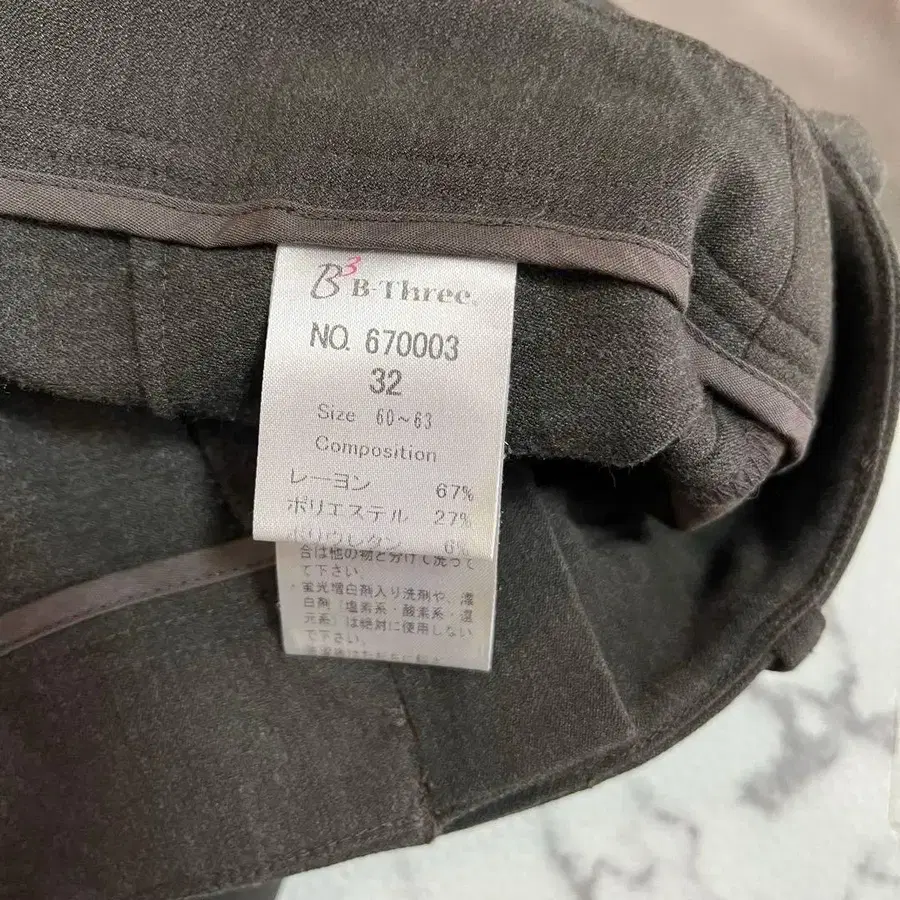 B3 B-Three.
NO. 670003
32
Size 60~63
Composition
レーヨン 67%
ポリエステル 27%
ポリウレタン 6%
合は他の物と分けて洗っ
て下さい。
・蛍光増白剤入り洗剤や、漂
白剤（塩素系・酸素系・還
元系）は絶対に使用しない
で下さい。